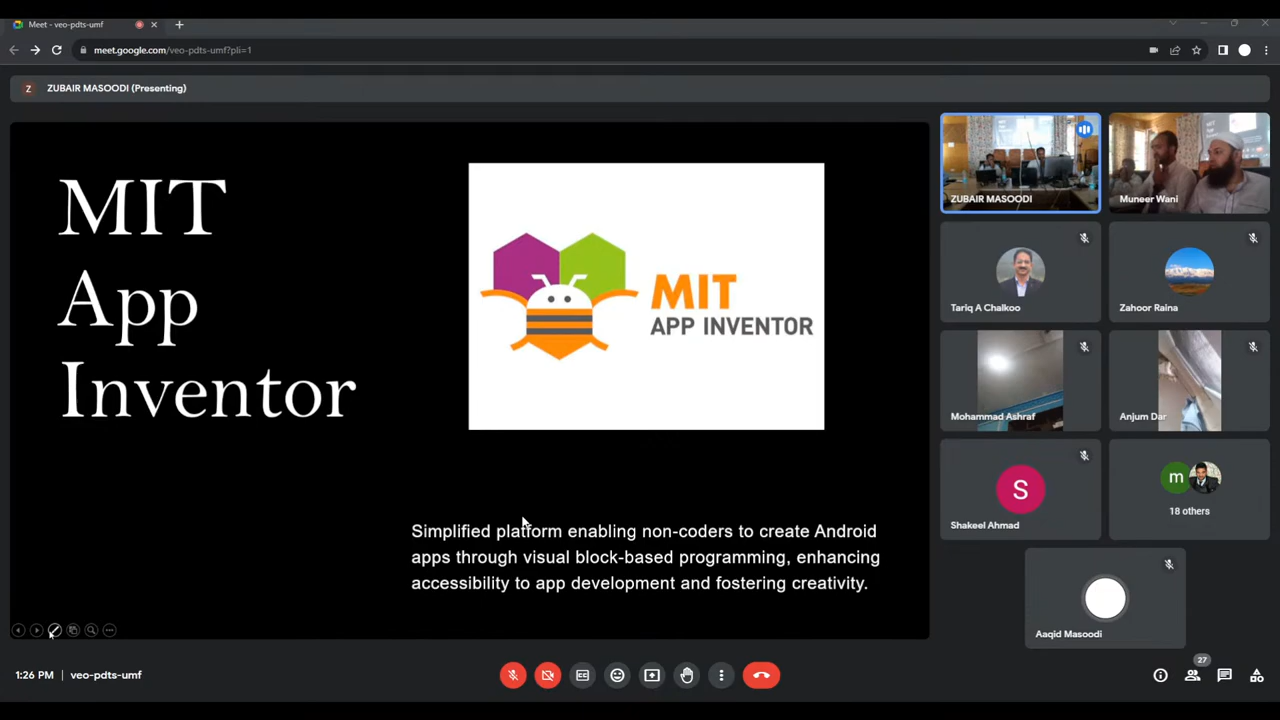 Meet - veo-pdts-umf
meet.google.com/veo-pdts-umf?pli=1
Z
ZUBAIR MASOODI (Presenting)
MIT
App
Inventor
MIT
APP INVENTOR
Simplified platform enabling non-coders to create Android
apps through visual block-based programming, enhancing
accessibility to app development and fostering creativity.
MIT
App
ZUBAIR MASOODI
Muneer Wani
Tariq A Chalkoo
Zahoor Raina
Mohammad Ashraf
Anjum Dar
S
Shakeel Ahmad
m
18 others
Aaqid Masoodi
1:26 PM | veo-pdts-umf
27